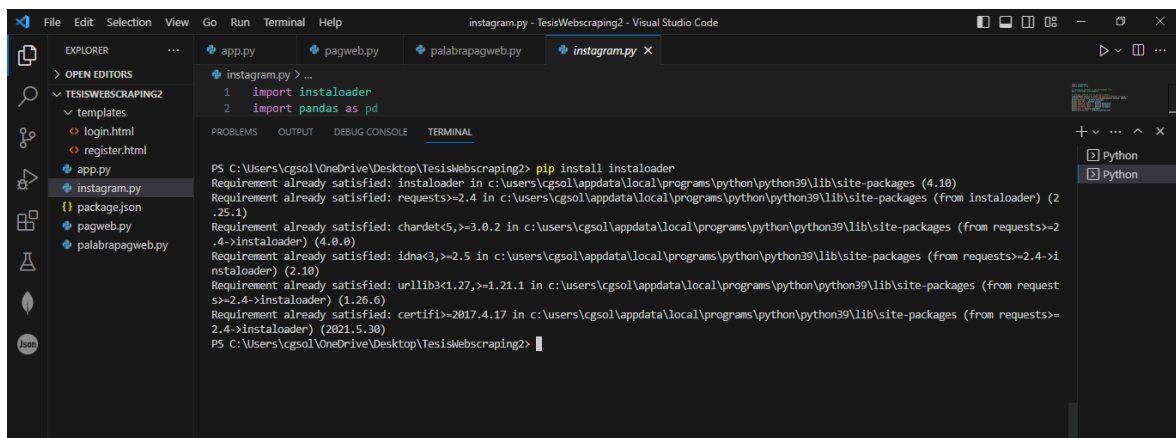 File Edit Selection View Go Run Terminal Help
instagram.py - TesisWebscraping2 - Visual Studio Code
EXPLORER
OPEN EDITORS
TESISWEBSCRAPING2
templates
login.html
register.html
app.py
instagram.py
package.json
pagweb.py
palabrapagweb.py
Json
app.py pagweb.py palabrapagweb.py instagram.py
instagram.py > ...
1 import instaloader
2 import pandas as pd
PROBLEMS OUTPUT DEBUG CONSOLE TERMINAL
PS C:\Users\cgsol\OneDrive\Desktop\TesisWebscraping2> pip install instaloader
Requirement already satisfied: instaloader in c:\users\cgsol\appdata\local\programs\python\python39\lib\site-packages (4.10)
Requirement already satisfied: requests>=2.4 in c:\users\cgsol\appdata\local\programs\python\python39\lib\site-packages (from instaloader) (2
.25.1)
Requirement already satisfied: chardet<5,>=3.0.2 in c:\users\cgsol\appdata\local\programs\python\python39\lib\site-packages (from requests>=2
.4->instaloader) (4.0.0)
Requirement already satisfied: idna<3,>=2.5 in c:\users\cgsol\appdata\local\programs\python\python39\lib\site-packages (from requests>=2.4->i
nstaloader) (2.10)
Requirement already satisfied: urllib3<1.27,>=1.21.1 in c:\users\cgsol\appdata\local\programs\python\python39\lib\site-packages (from request
s>=2.4->instaloader) (1.26.6)
Requirement already satisfied: certifi>=2017.4.17 in c:\users\cgsol\appdata\local\programs\python\python39\lib\site-packages (from requests>=
2.4->instaloader) (2021.5.30)
PS C:\Users\cgsol\OneDrive\Desktop\TesisWebscraping2>
Python
Python